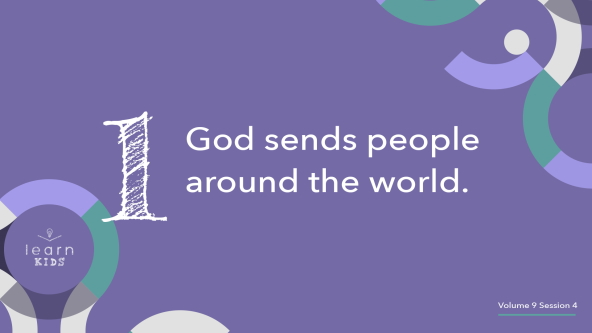 1
God sends people
around the world.
learn
KIDS
Volume 9 Session 4